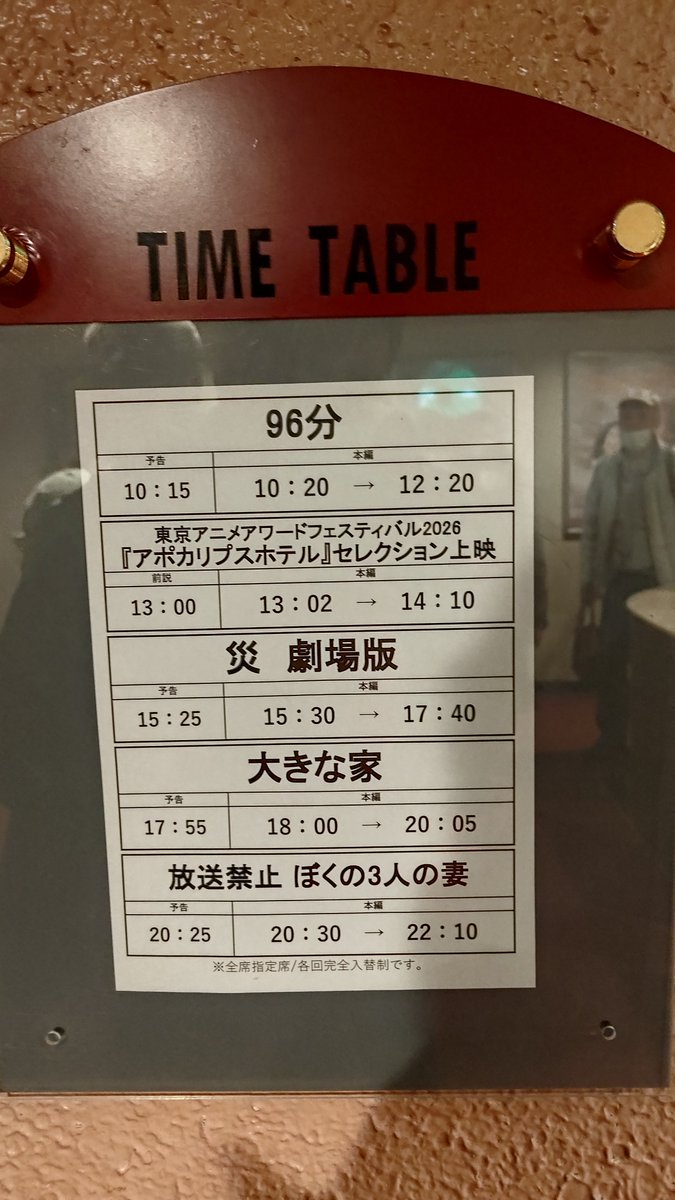 TIME TABLE
96分
予告 本編
10：15 10：20 → 12：20
東京アニメアワードフェスティバル2026
『アポカリプスホテル』セレクション上映
前説 本編
13：00 13：02 → 14：10
災 劇場版
予告 本編
15：25 15：30 → 17：40
大きな家
予告 本編
17：55 18：00 → 20：05
放送禁止 ぼくの3人の妻
予告 本編
20：25 20：30 → 22：10
※全席指定席/各回完全入替制です。